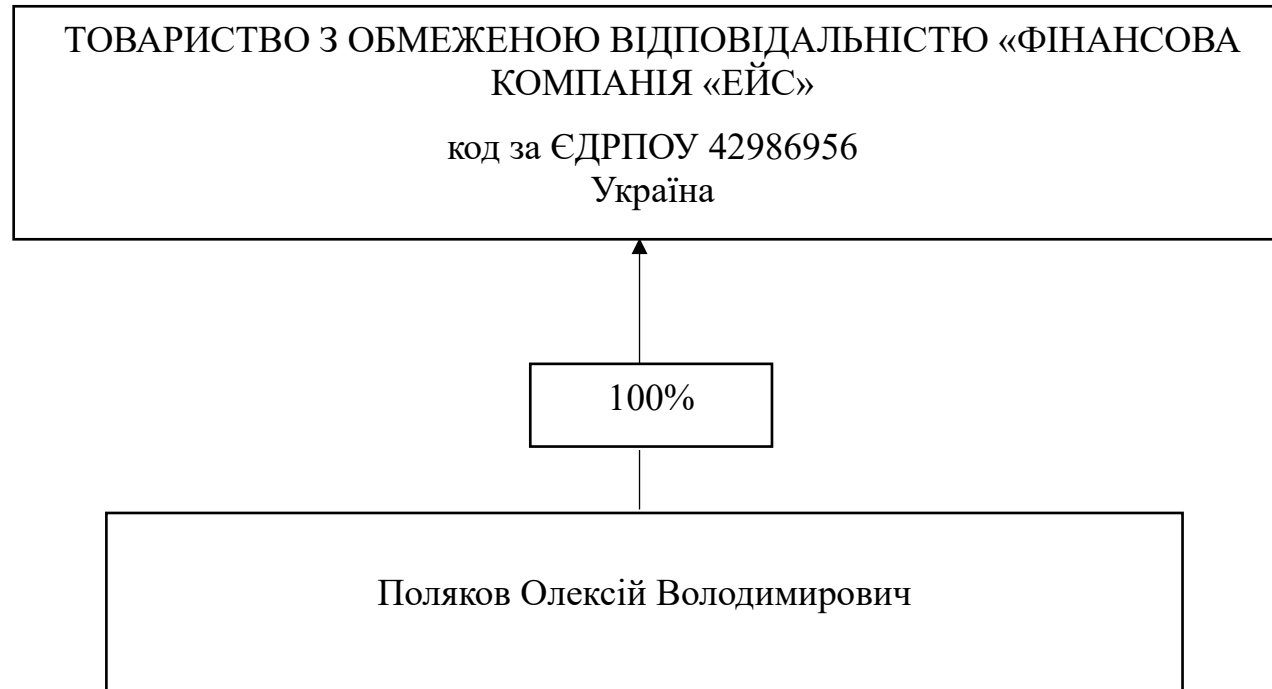 ТОВАРИСТВО З ОБМЕЖЕНОЮ ВІДПОВІДАЛЬНІСТЮ «ФІНАНСОВА
КОМПАНІЯ «ЕЙС»
код за ЄДРПОУ 42986956
Україна
100%
Поляков Олексій Володимирович